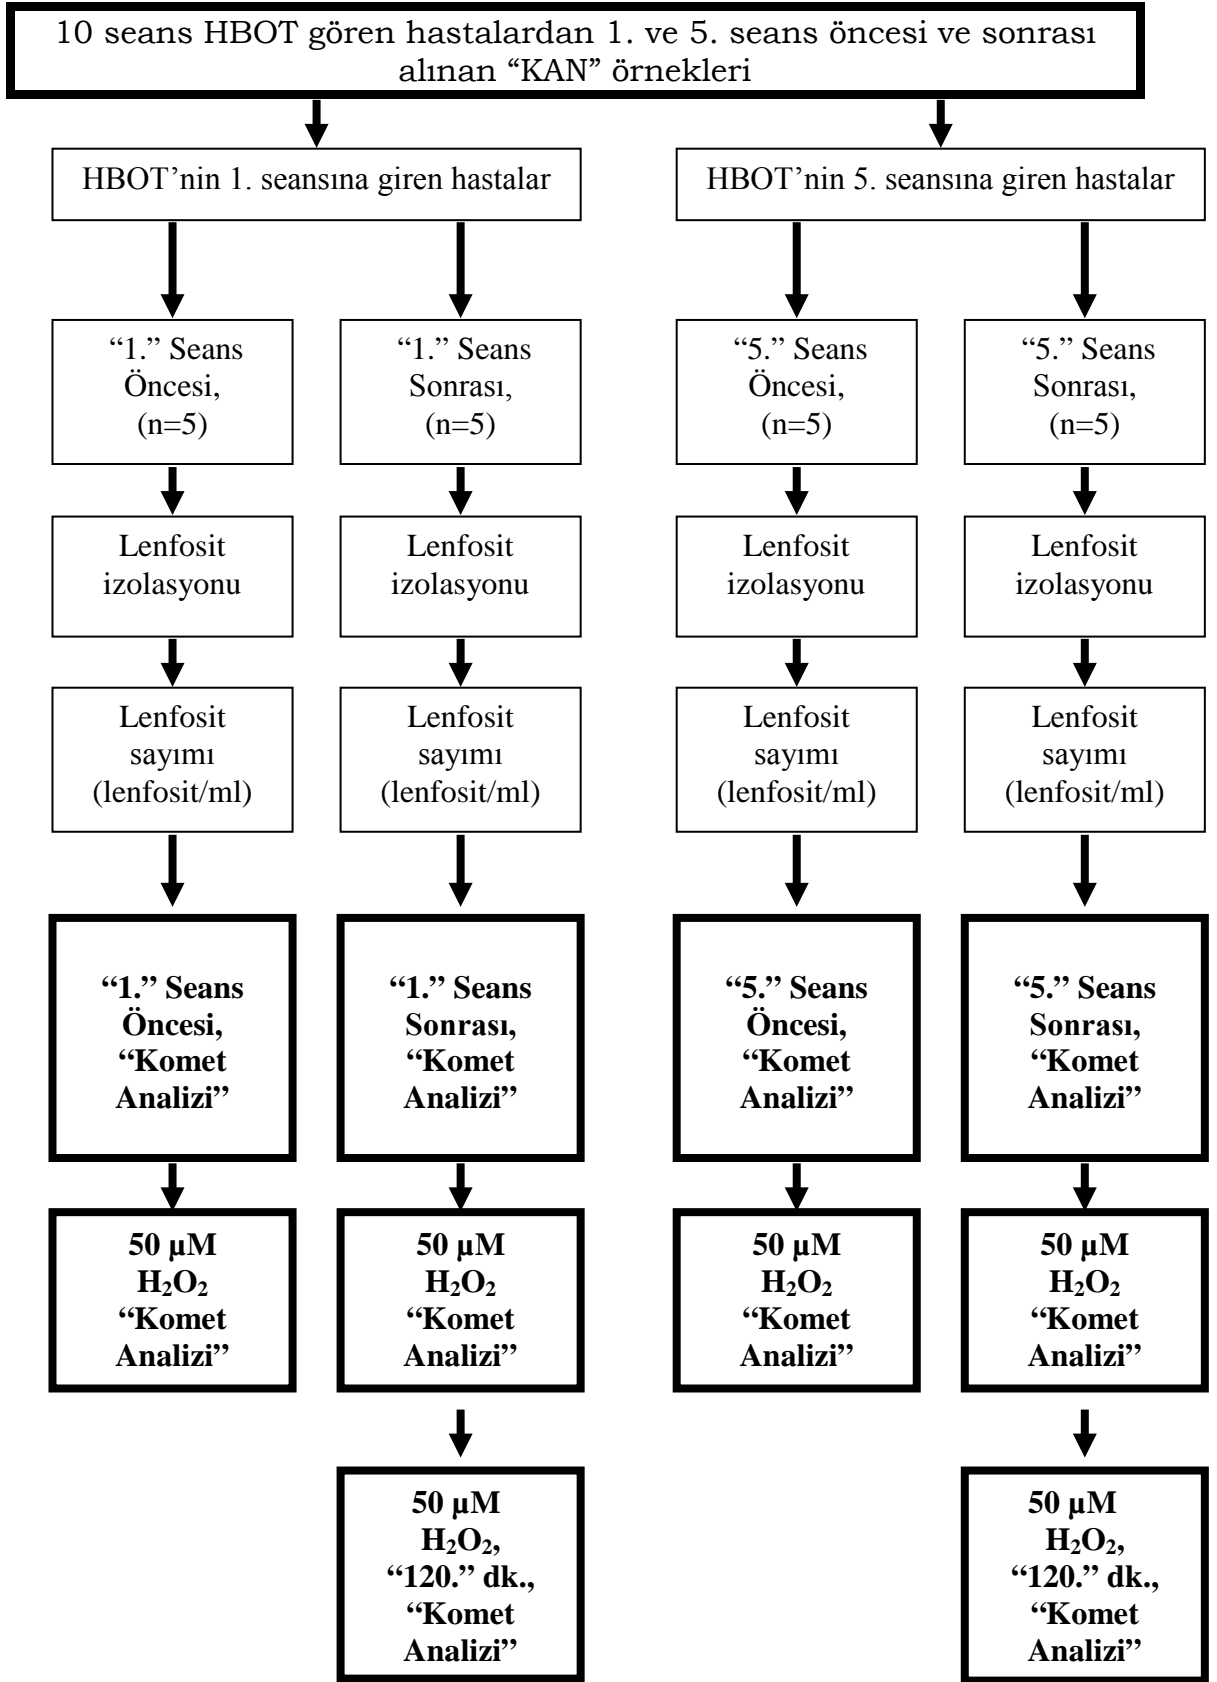 10 seans HBOT gören hastalardan 1. ve 5. seans öncesi ve sonrası
alınan “KAN” örnekleri
HBOT’nin 1. seansına giren hastalar
HBOT’nin 5. seansına giren hastalar
“1.” Seans
Öncesi,
(n=5)
“1.” Seans
Sonrası,
(n=5)
“5.” Seans
Öncesi,
(n=5)
“5.” Seans
Sonrası,
(n=5)
Lenfosit
izolasyonu
Lenfosit
izolasyonu
Lenfosit
izolasyonu
Lenfosit
izolasyonu
Lenfosit
sayımı
(lenfosit/ml)
Lenfosit
sayımı
(lenfosit/ml)
Lenfosit
sayımı
(lenfosit/ml)
Lenfosit
sayımı
(lenfosit/ml)
“1.” Seans
Öncesi,
“Komet
Analizi”
“1.” Seans
Sonrası,
“Komet
Analizi”
“5.” Seans
Öncesi,
“Komet
Analizi”
“5.” Seans
Sonrası,
“Komet
Analizi”
50 µM
H₂O₂
“Komet
Analizi”
50 µM
H₂O₂
“Komet
Analizi”
50 µM
H₂O₂
“Komet
Analizi”
50 µM
H₂O₂
“Komet
Analizi”
50 µM
H₂O₂,
“120.” dk.,
“Komet
Analizi”
50 µM
H₂O₂,
“120.” dk.,
“Komet
Analizi”